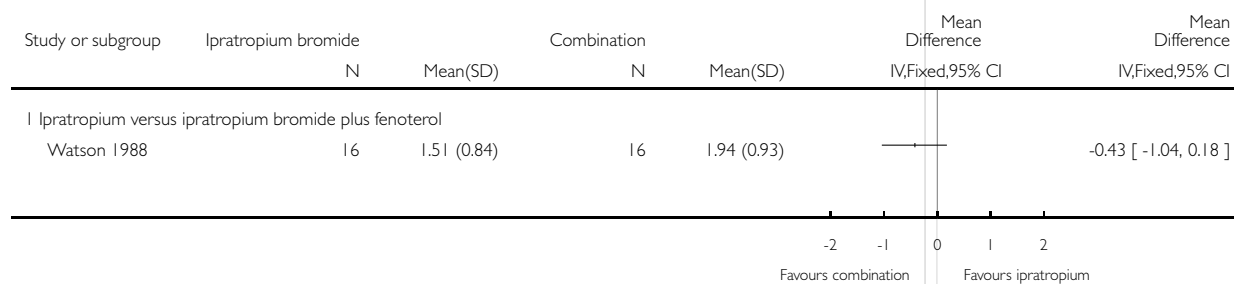 Mean Mean
Study or subgroup Ipratropium bromide Combination Difference Difference
N Mean(SD) N Mean(SD) IV,Fixed,95% CI IV,Fixed,95% CI
1 Ipratropium versus ipratropium bromide plus fenoterol
Watson 1988 16 1.51 (0.84) 16 1.94 (0.93) -0.43 [ -1.04, 0.18 ]
-2 -1 0 1 2
Favours combination Favours ipratropium